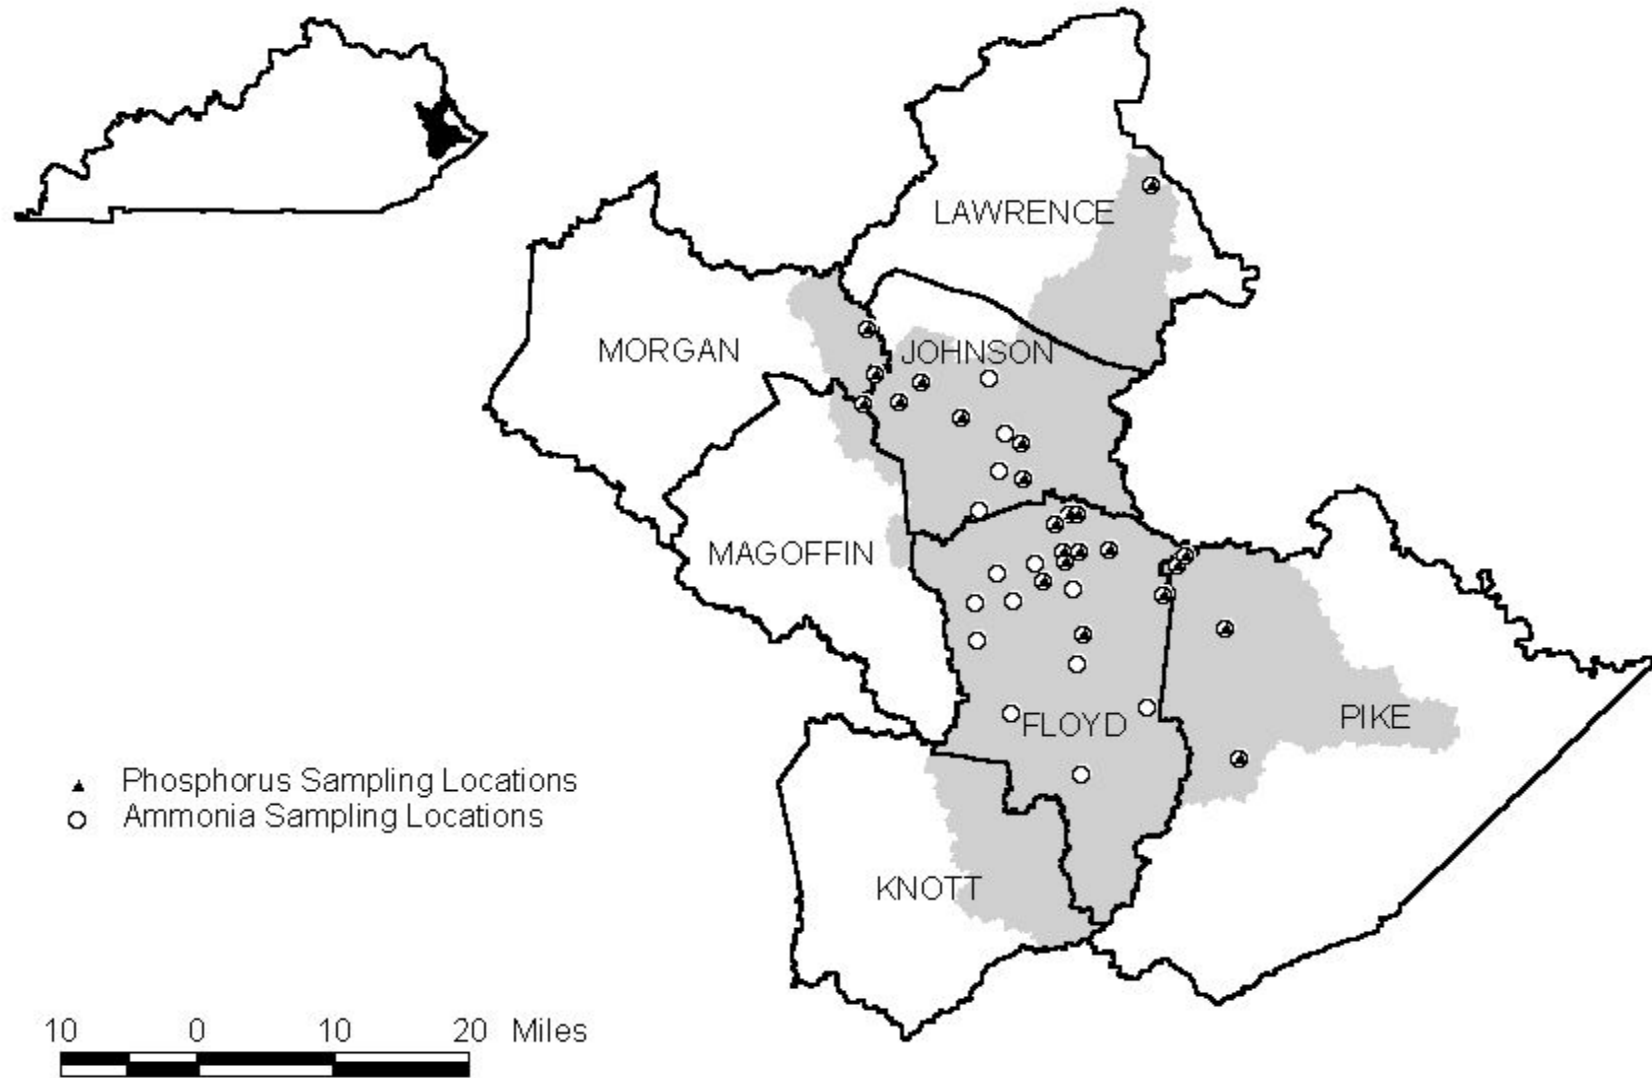 LAWRENCE
MORGAN
JOHNSON
MAGOFFIN
FLOYD
PIKE
Phosphorus Sampling Locations
Ammonia Sampling Locations
KNOTT
10 0 10 20 Miles